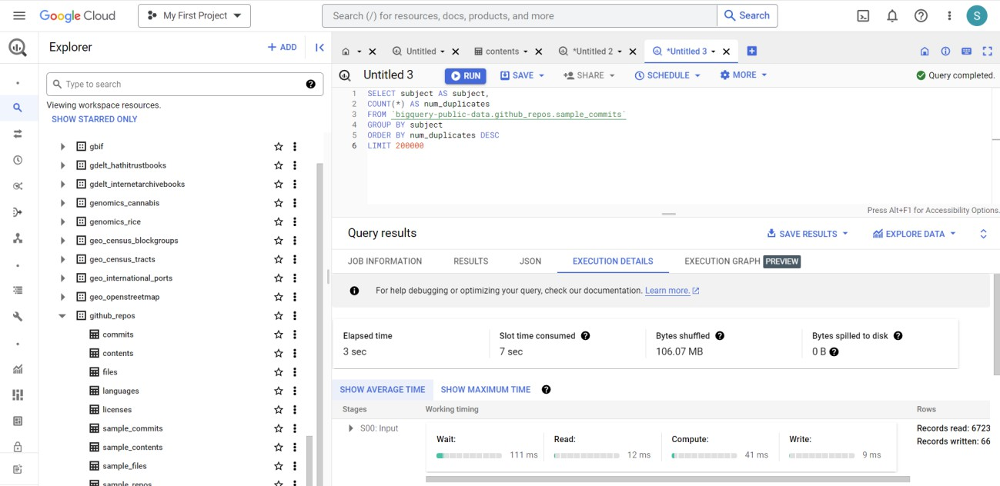 Google Cloud
My First Project
Search (/) for resources, docs, products, and more
Search
S
Explorer
+ ADD
Untitled
contents
*Untitled 2
*Untitled 3
Type to search
Viewing workspace resources.
SHOW STARRED ONLY
gbif
gdelt_hathitrustbooks
gdelt_internetarchivebooks
genomics_cannabis
genomics_rice
geo_census_blockgroups
geo_census_tracts
geo_international_ports
geo_openstreetmap
github_repos
commits
contents
files
languages
licenses
sample_commits
sample_contents
sample_files
sample_repos
Untitled 3
RUN
SAVE
SHARE
SCHEDULE
MORE
Query completed.
1 SELECT subject AS subject,
2 COUNT(*) AS num_duplicates
3 FROM `bigquery-public-data.github_repos.sample_commits`
4 GROUP BY subject
5 ORDER BY num_duplicates DESC
6 LIMIT 200000
Press Alt+F1 for Accessibility Options.
Query results
SAVE RESULTS
EXPLORE DATA
JOB INFORMATION
RESULTS
JSON
EXECUTION DETAILS
EXECUTION GRAPH PREVIEW
For help debugging or optimizing your query, check our documentation. Learn more.
Elapsed time
3 sec
Slot time consumed
7 sec
Bytes shuffled
106.07 MB
Bytes spilled to disk
0 B
SHOW AVERAGE TIME
SHOW MAXIMUM TIME
Stages
Working timing
Rows
S00: Input
Wait:
111 ms
Read:
12 ms
Compute:
41 ms
Write:
9 ms
Records read: 6723
Records written: 66